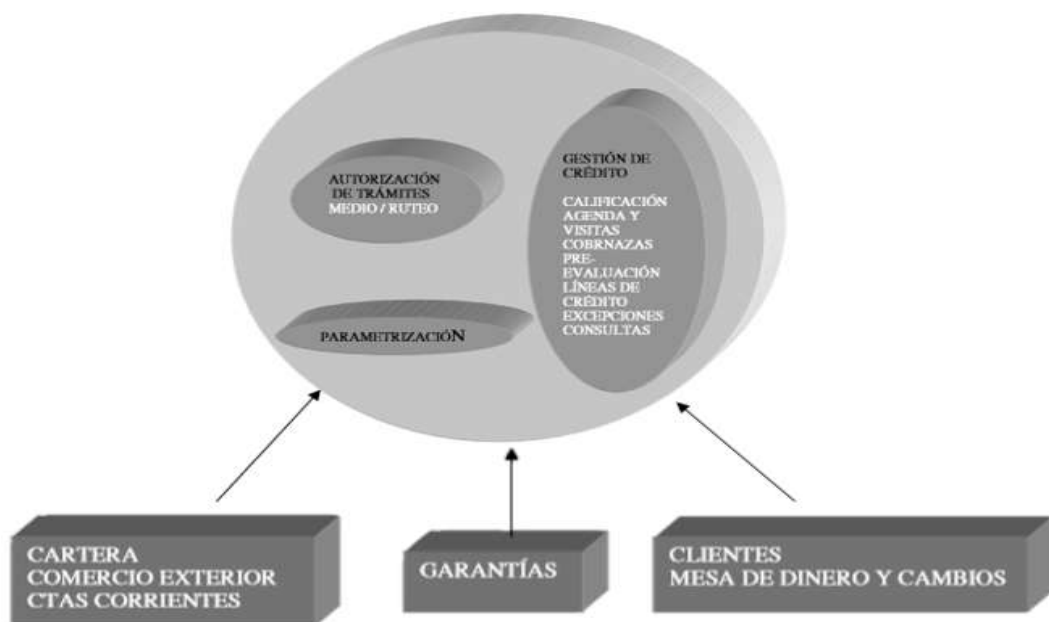 AUTORIZACIÓN
DE TRÁMITES
MEDIO / RUTEO
PARAMETRIZACIÓN
GESTIÓN DE
CRÉDITO
CALIFICACIÓN
AGENDA Y
VISITAS
COBRNAZAS
PRE-
EVALUACIÓN
LÍNEAS DE
CRÉDITO
EXCEPCIONES
CONSULTAS
CARTERA
COMERCIO EXTERIOR
CTAS CORRIENTES
GARANTÍAS
CLIENTES
MESA DE DINERO Y CAMBIOS